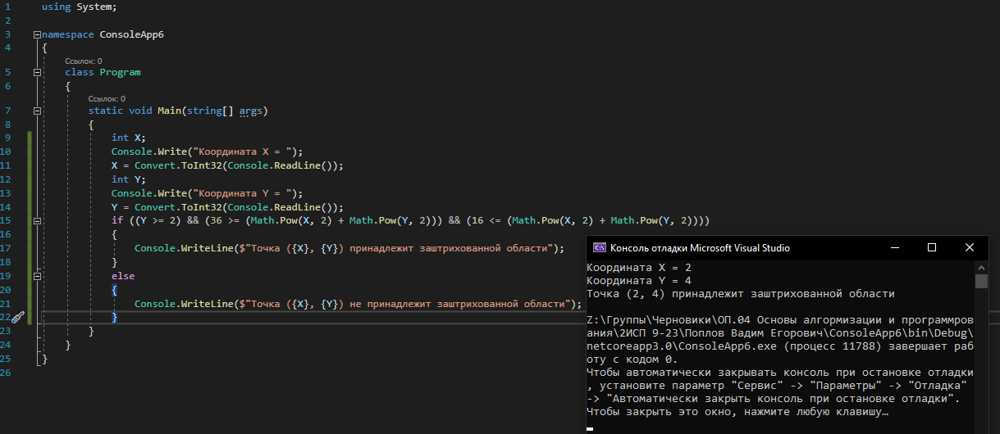 1 using System;
2
3 namespace ConsoleApp6
4 {
Ссылок: 0
5 class Program
6 {
Ссылок: 0
7 static void Main(string[] args)
8 {
9 int X;
10 Console.Write("Координата X = ");
11 X = Convert.ToInt32(Console.ReadLine());
12 int Y;
13 Console.Write("Координата Y = ");
14 Y = Convert.ToInt32(Console.ReadLine());
15 if ((Y >= 2) && (36 >= (Math.Pow(X, 2) + Math.Pow(Y, 2))) && (16 <= (Math.Pow(X, 2) + Math.Pow(Y, 2))))
16 {
17 Console.WriteLine($"Точка ({X}, {Y}) принадлежит заштрихованной области");
18 }
19 else
20 {
21 Console.WriteLine($"Точка ({X}, {Y}) не принадлежит заштрихованной области");
22 }
23 }
24 }
25 }
26
Консоль отладки Microsoft Visual Studio
Координата X = 2
Координата Y = 4
Точка (2, 4) принадлежит заштрихованной области
Z:\Группы\Черновики\ОП.04 Основы алгормизации и программров
ания\2ИСП 9-23\Поплов Вадим Егорович\ConsoleApp6\bin\Debug\
netcoreapp3.0\ConsoleApp6.exe (процесс 11788) завершает раб
оту с кодом 0.
Чтобы автоматически закрывать консоль при остановке отладки
, установите параметр "Сервис" -> "Параметры" -> "Отладка"
-> "Автоматически закрыть консоль при остановке отладки".
Чтобы закрыть это окно, нажмите любую клавишу…